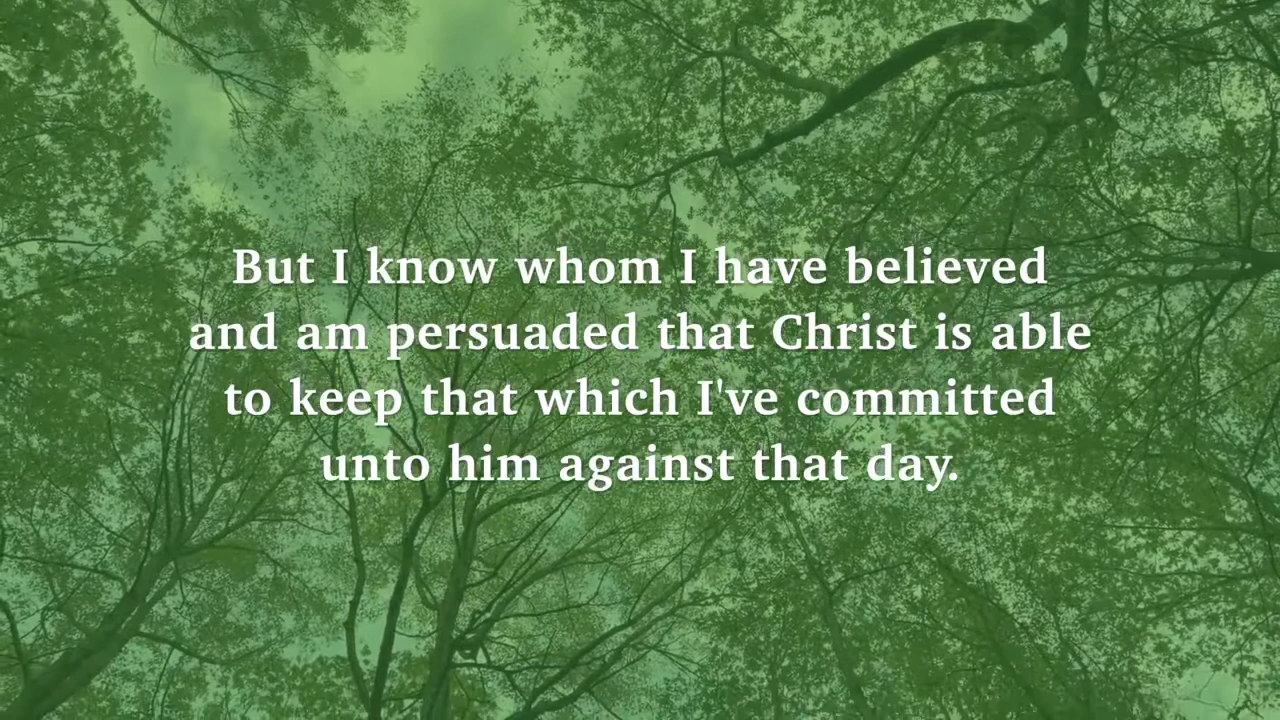 But I know whom I have believed
and am persuaded that Christ is able
to keep that which I've committed
unto him against that day.